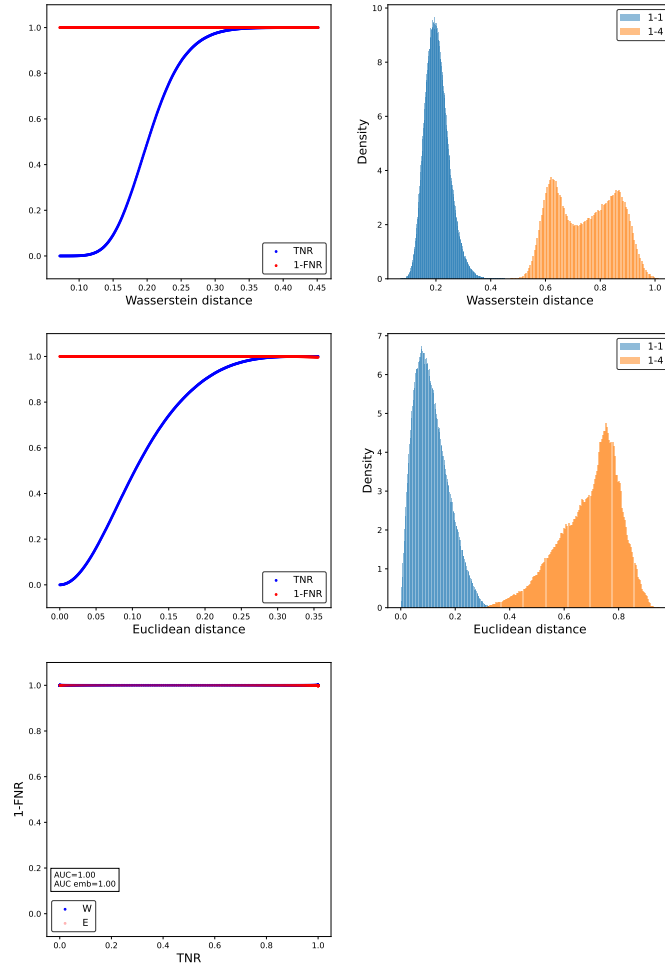 1.0
0.8
0.6
0.4
0.2
0.0
0.10 0.15 0.20 0.25 0.30 0.35 0.40 0.45
Wasserstein distance
TNR
1-FNR
10
8
6
4
2
0
Density
0.2 0.4 0.6 0.8 1.0
Wasserstein distance
1-1
1-4
1.0
0.8
0.6
0.4
0.2
0.0
0.00 0.05 0.10 0.15 0.20 0.25 0.30 0.35
Euclidean distance
TNR
1-FNR
7
6
5
4
3
2
1
0
Density
0.0 0.2 0.4 0.6 0.8
Euclidean distance
1-1
1-4
1.0
0.8
0.6
0.4
0.2
0.0
1-FNR
AUC=1.00
AUC emb=1.00
W
E
0.0 0.2 0.4 0.6 0.8 1.0
TNR